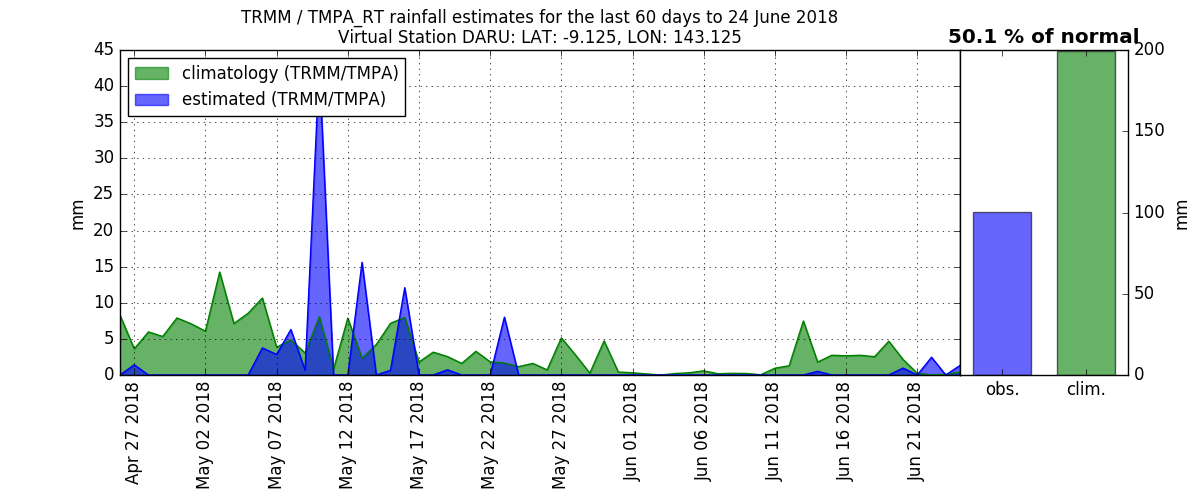 TRMM / TMPA_RT rainfall estimates for the last 60 days to 24 June 2018
Virtual Station DARU: LAT: -9.125, LON: 143.125
50.1 % of normal
climatology (TRMM/TMPA)
estimated (TRMM/TMPA)
mm
45
40
35
30
25
20
15
10
5
0
Apr 27 2018
May 02 2018
May 07 2018
May 12 2018
May 17 2018
May 22 2018
May 27 2018
Jun 01 2018
Jun 06 2018
Jun 11 2018
Jun 16 2018
Jun 21 2018
obs.
clim.
200
150
100
50
0
mm